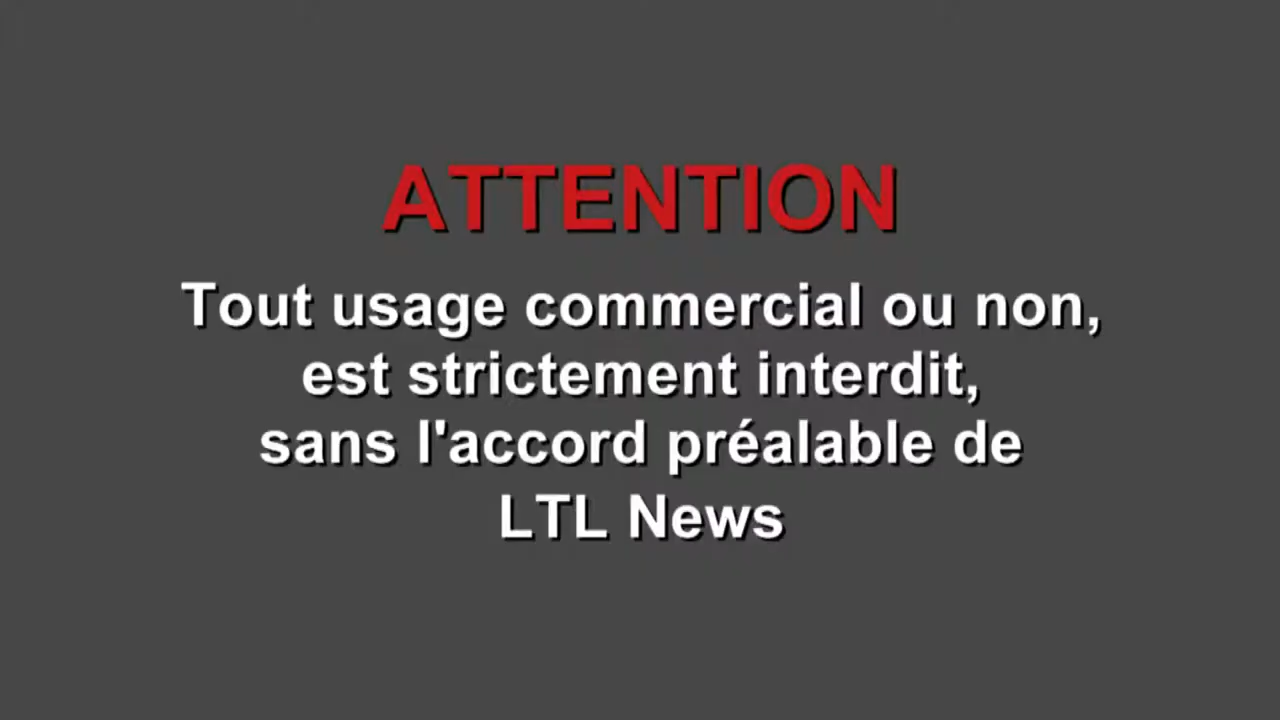 ATTENTION
Tout usage commercial ou non,
est strictement interdit,
sans l'accord préalable de
LTL News